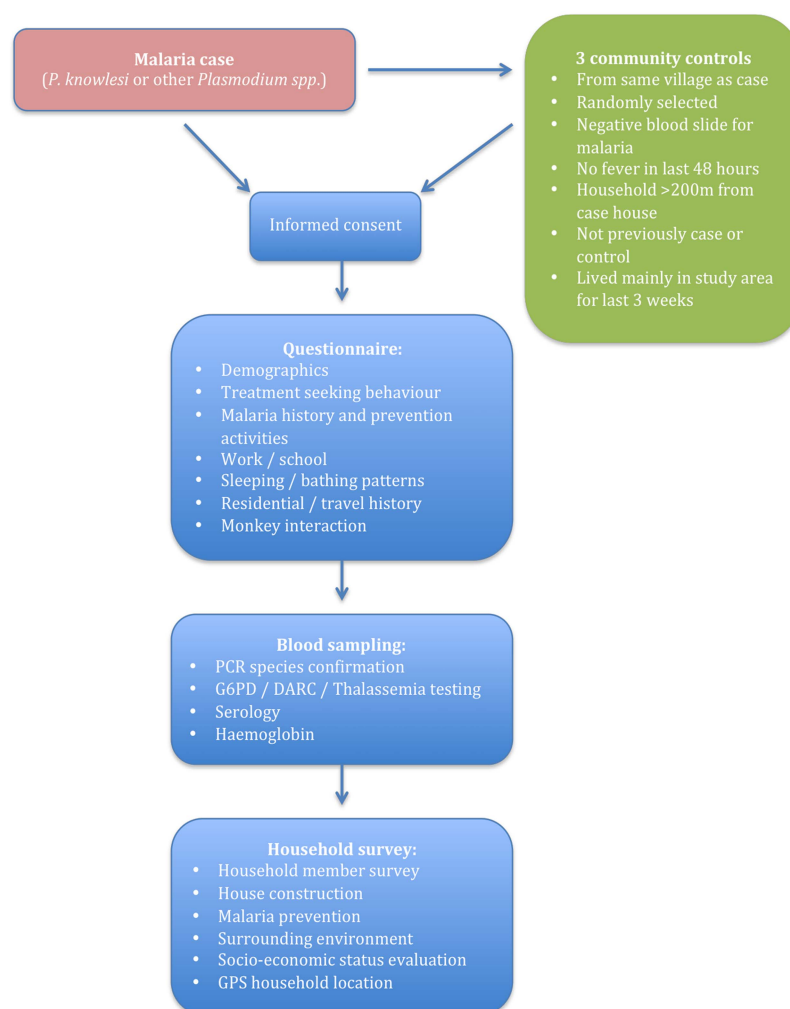 Malaria case
(P. knowlesi or other Plasmodium spp.)
3 community controls
• From same village as case
• Randomly selected
• Negative blood slide for
malaria
• No fever in last 48 hours
• Household >200m from
case house
• Not previously case or
control
• Lived mainly in study area
for last 3 weeks
Informed consent
Questionnaire:
• Demographics
• Treatment seeking behaviour
• Malaria history and prevention
activities
• Work / school
• Sleeping / bathing patterns
• Residential / travel history
• Monkey interaction
Blood sampling:
• PCR species confirmation
• G6PD / DARC / Thalassemia testing
• Serology
• Haemoglobin
Household survey:
• Household member survey
• House construction
• Malaria prevention
• Surrounding environment
• Socio-economic status evaluation
• GPS household location